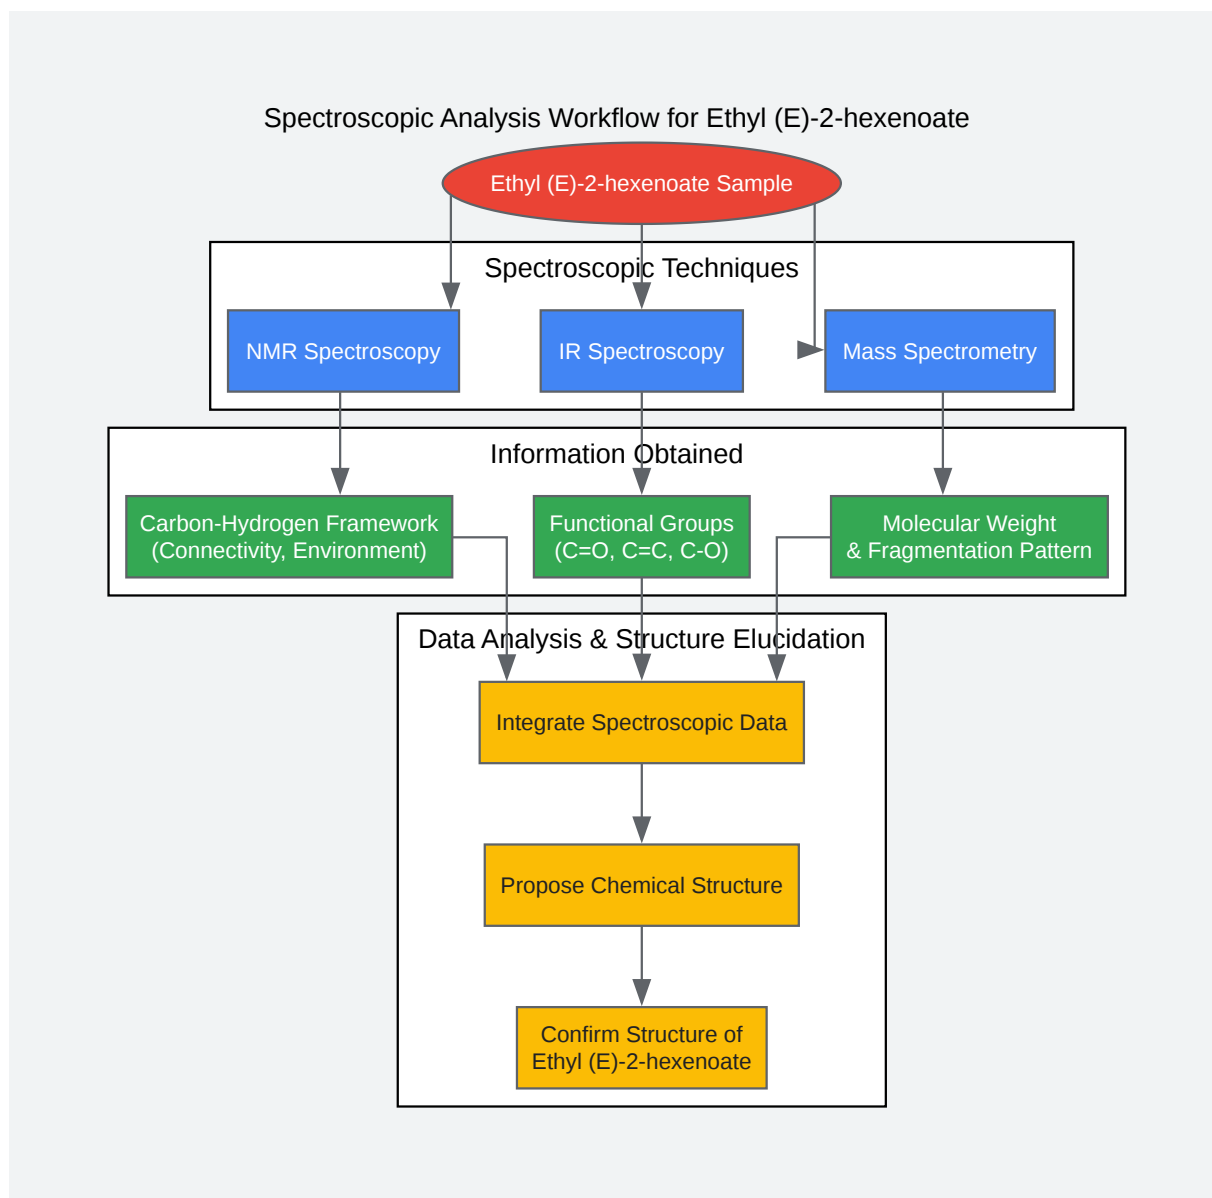 Spectroscopic Analysis Workflow for Ethyl (E)-2-hexenoate
Ethyl (E)-2-hexenoate Sample
Spectroscopic Techniques
NMR Spectroscopy
IR Spectroscopy
Mass Spectrometry
Information Obtained
Carbon-Hydrogen Framework
(Connectivity, Environment)
Functional Groups
(C=O, C=C, C-O)
Molecular Weight
& Fragmentation Pattern
Data Analysis & Structure Elucidation
Integrate Spectroscopic Data
Propose Chemical Structure
Confirm Structure of
Ethyl (E)-2-hexenoate